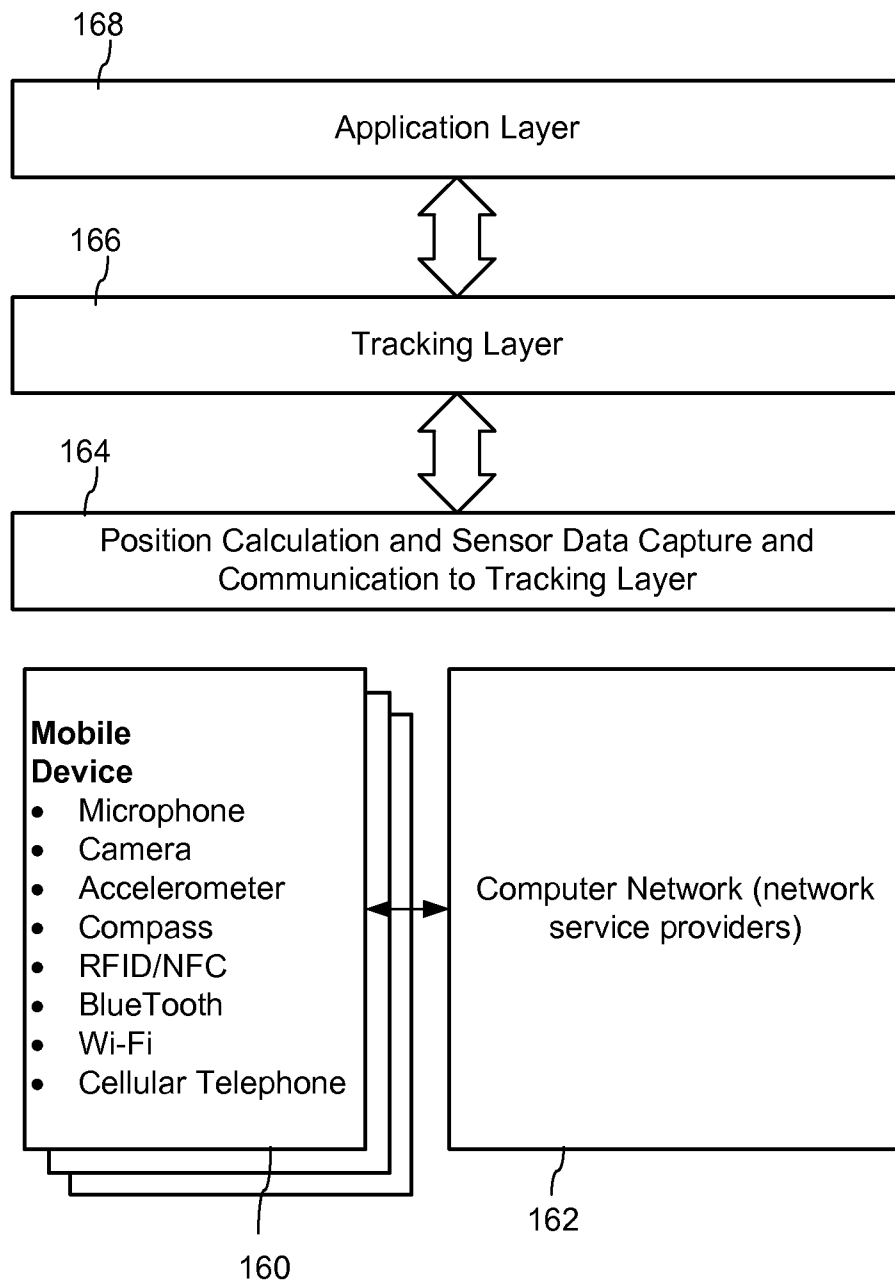 168
Application Layer
166
Tracking Layer
164
Position Calculation and Sensor Data Capture and
Communication to Tracking Layer
Mobile
Device
• Microphone
• Camera
• Accelerometer
• Compass
• RFID/NFC
• BlueTooth
• Wi-Fi
• Cellular Telephone
Computer Network (network
service providers)
162
160